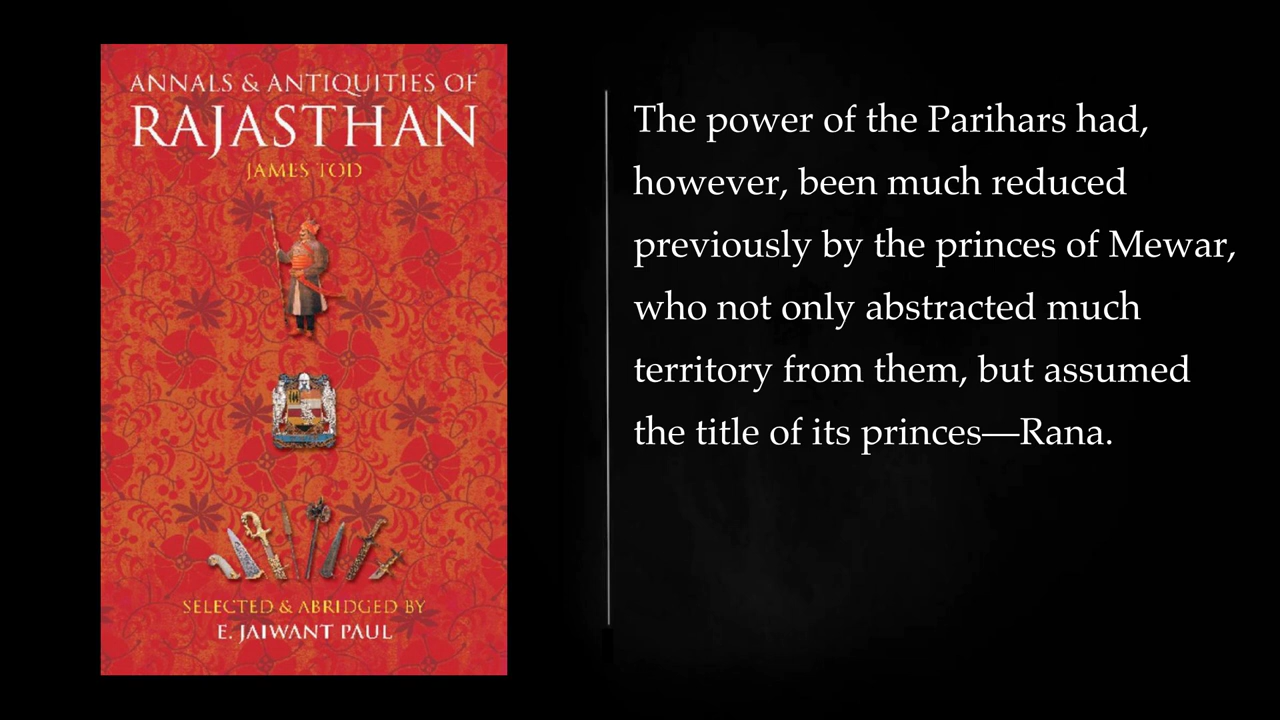 ANNALS & ANTIQUITIES OF
RAJASTHAN
JAMES TOD
SELECTED & ABRIDGED BY
E. JAIWANT PAUL
The power of the Parihars had,
however, been much reduced
previously by the princes of Mewar,
who not only abstracted much
territory from them, but assumed
the title of its princes—Rana.